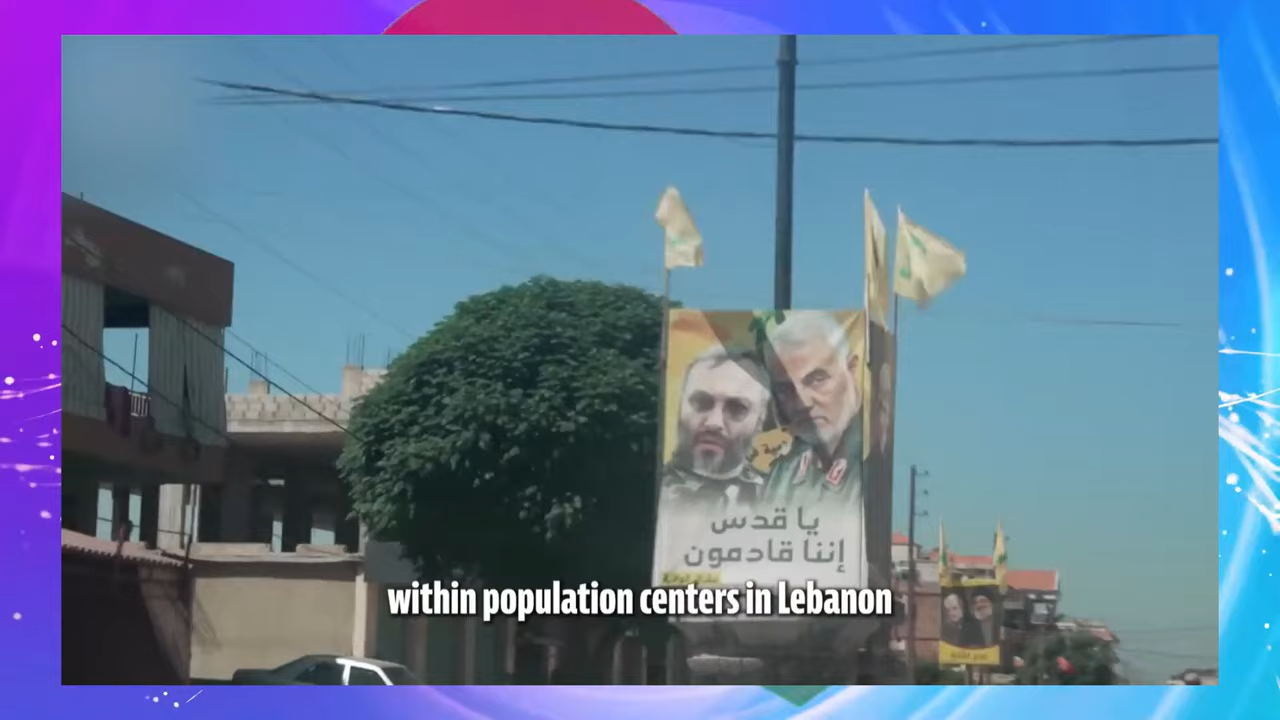 يا قدس
إننا قادمون
within population centers in Lebanon